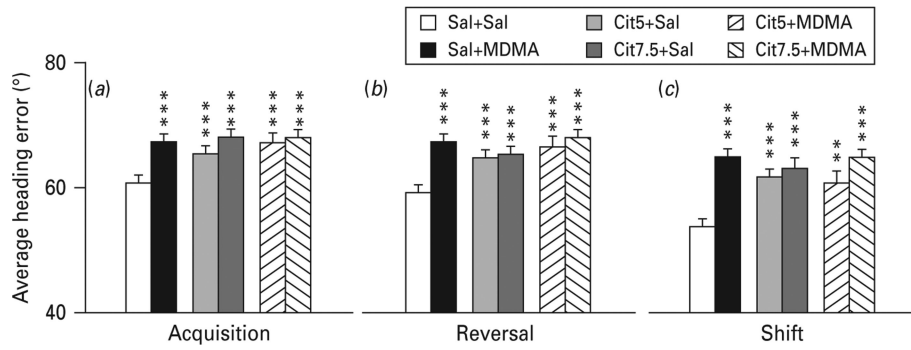 Sal+Sal Cit5+Sal Cit5+MDMA
Sal+MDMA Cit7.5+Sal Cit7.5+MDMA
Average heading error (°)
80
60
40
(a)
*** *** *** *** ***
Acquisition
(b)
*** *** *** *** ***
Reversal
(c)
*** *** *** ** ***
Shift